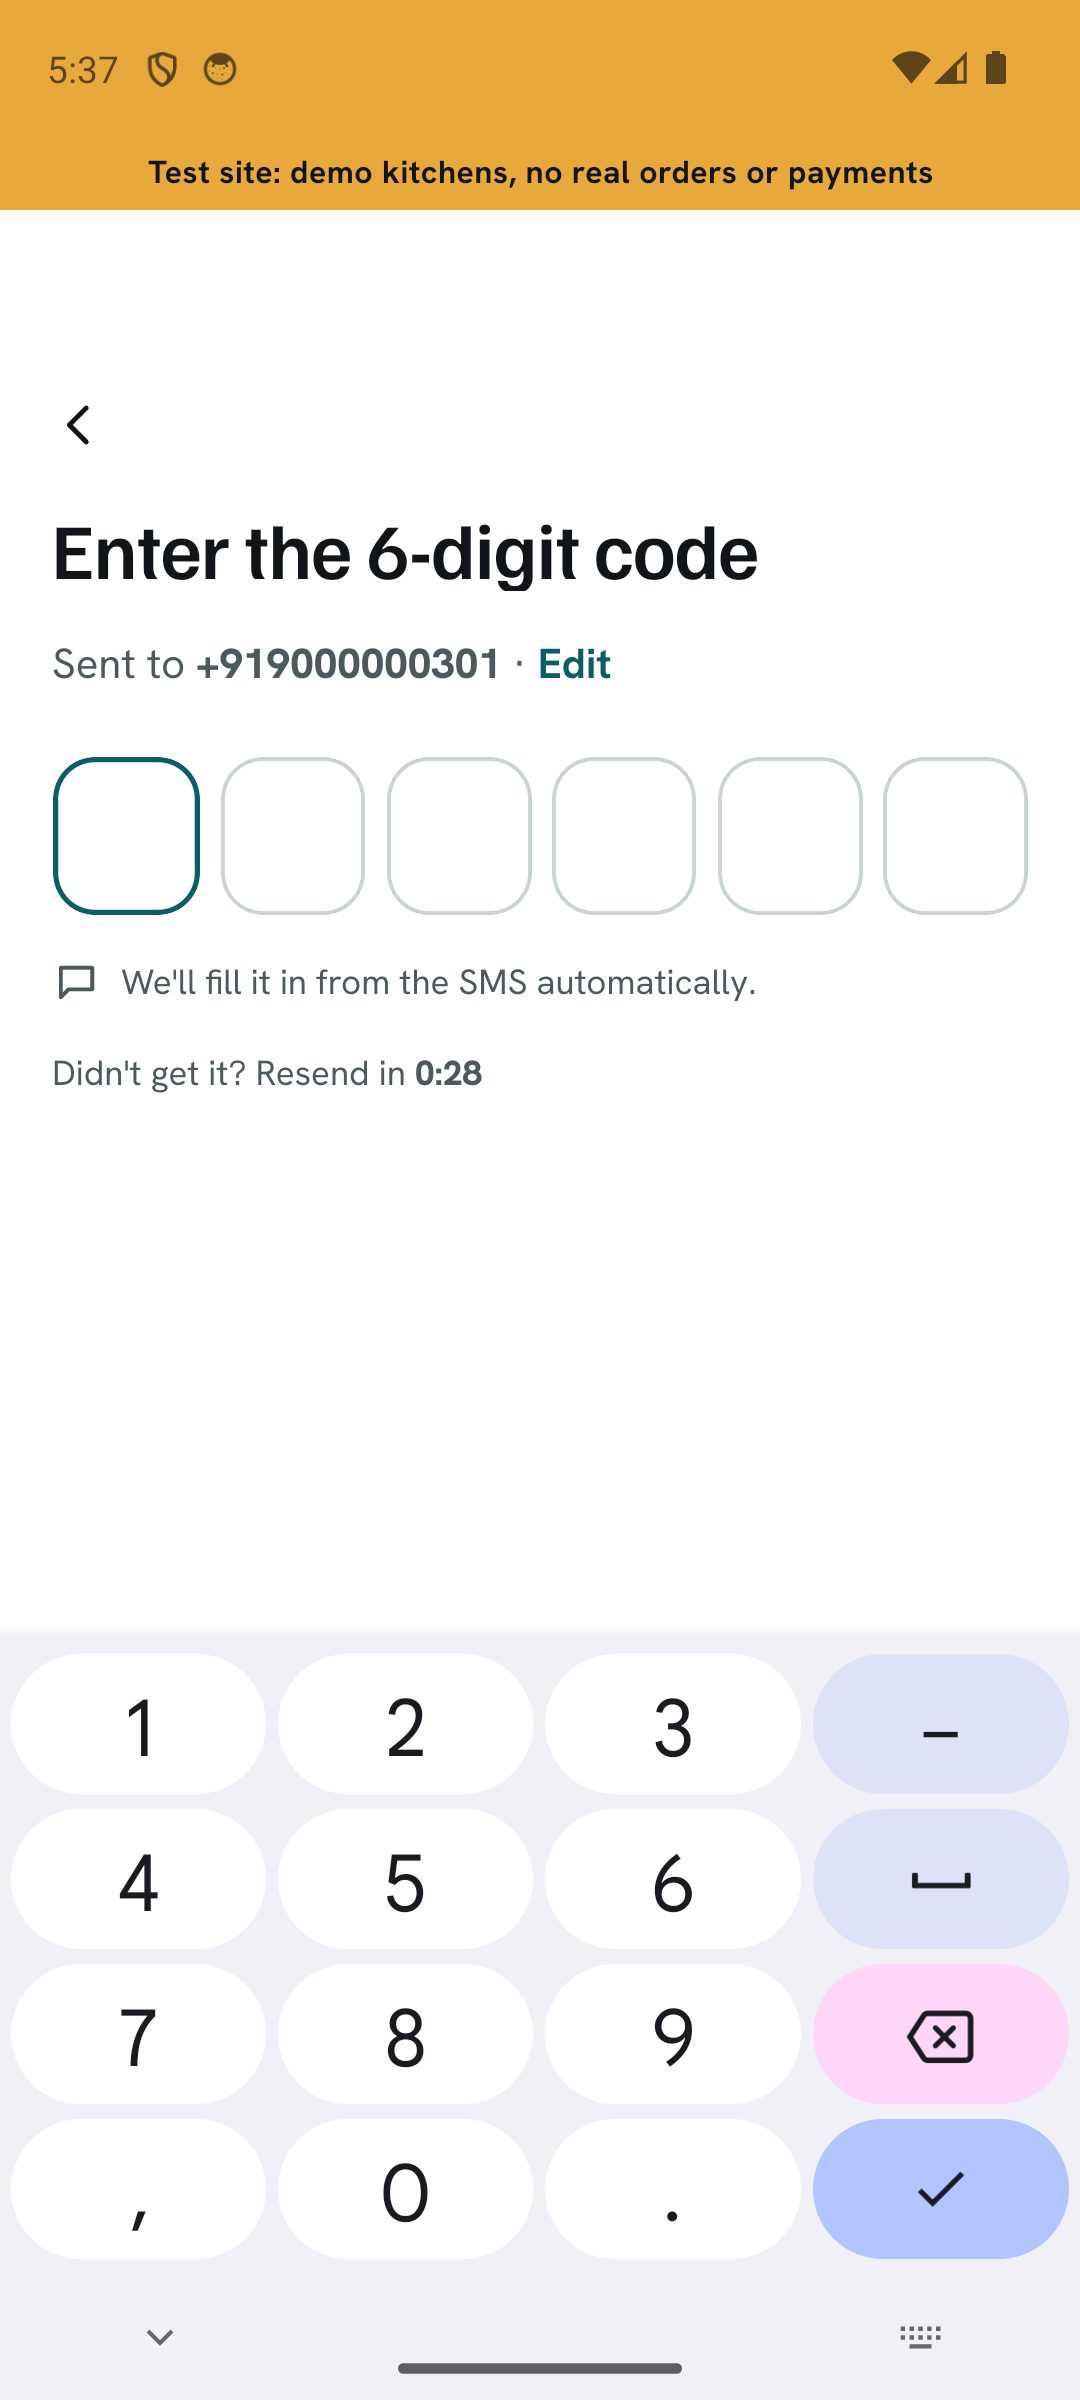 5:37
Test site: demo kitchens, no real orders or payments
Enter the 6-digit code
Sent to +919000000301 · Edit
We'll fill it in from the SMS automatically.
Didn't get it? Resend in 0:28
1 2 3 –
4 5 6
7 8 9
, 0 .